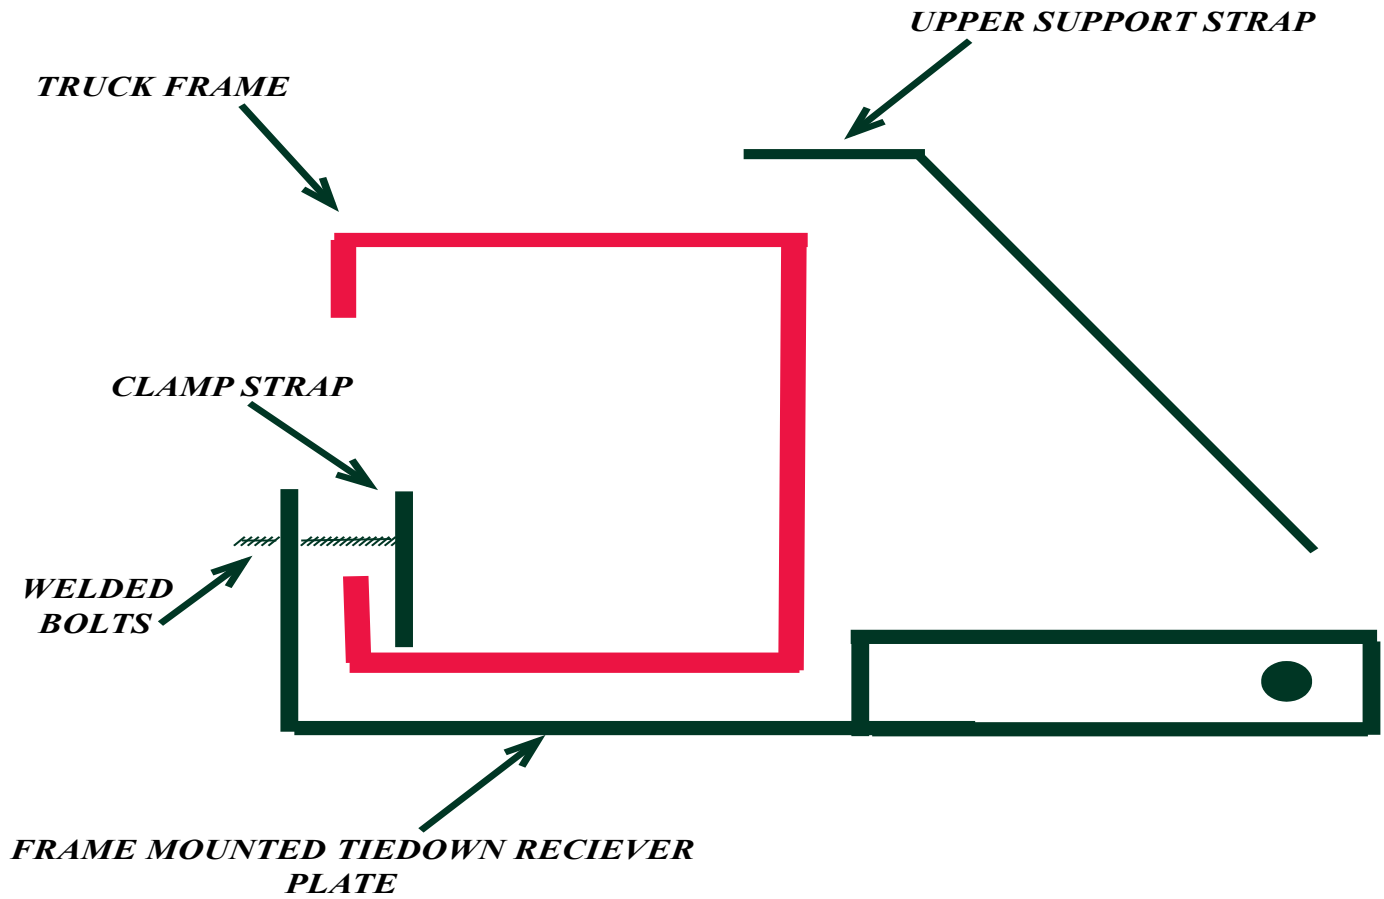 UPPER SUPPORT STRAP
TRUCK FRAME
CLAMP STRAP
WELDED
BOLTS
FRAME MOUNTED TIEDOWN RECIEVER
PLATE